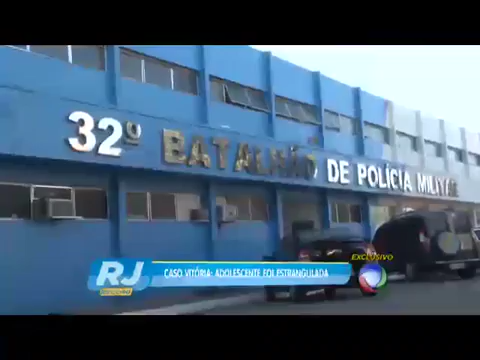 32º BATALHÃO DE POLÍCIA MILITAR
EXCLUSIVO
RJ
CASO VITÓRIA: ADOLESCENTE FOI ESTRANGULADA